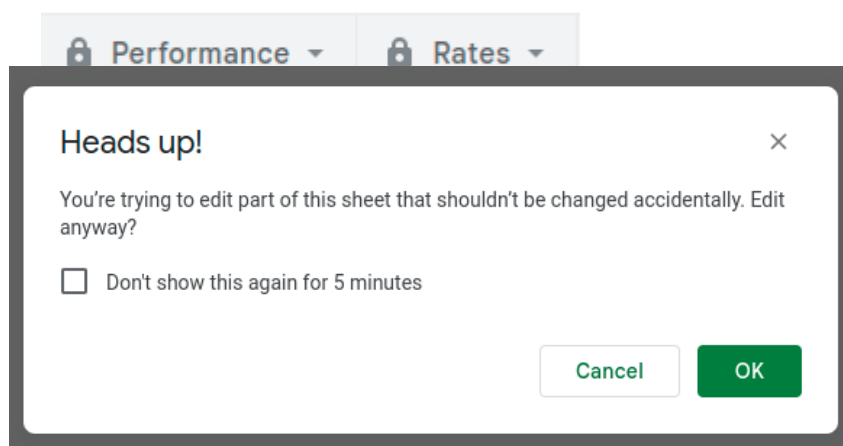 Performance Rates
Heads up!
You’re trying to edit part of this sheet that shouldn’t be changed accidentally. Edit
anyway?
Don't show this again for 5 minutes
Cancel OK